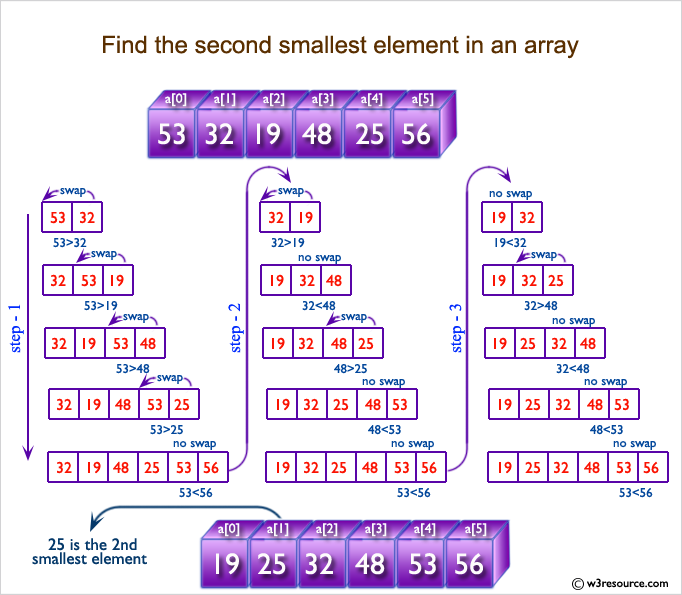 Find the second smallest element in an array
a[0] a[1] a[2] a[3] a[4] a[5]
53 32 19 48 25 56
step - 1
swap
53 32
53>32
swap
32 53 19
53>19
swap
32 19 53 48
53>48
swap
32 19 48 53 25
53>25
no swap
32 19 48 25 53 56
53<56
step - 2
swap
32 19
32>19
no swap
19 32 48
32<48
swap
19 32 48 25
48>25
no swap
19 32 25 48 53
48<53
no swap
19 32 25 48 53 56
53<56
step - 3
no swap
19 32
19<32
swap
19 32 25
32>48
no swap
19 25 32 48
32<48
no swap
19 25 32 48 53
48<53
no swap
19 25 32 48 53 56
53<56
25 is the 2nd
smallest element
a[0] a[1] a[2] a[3] a[4] a[5]
19 25 32 48 53 56
© w3resource.com